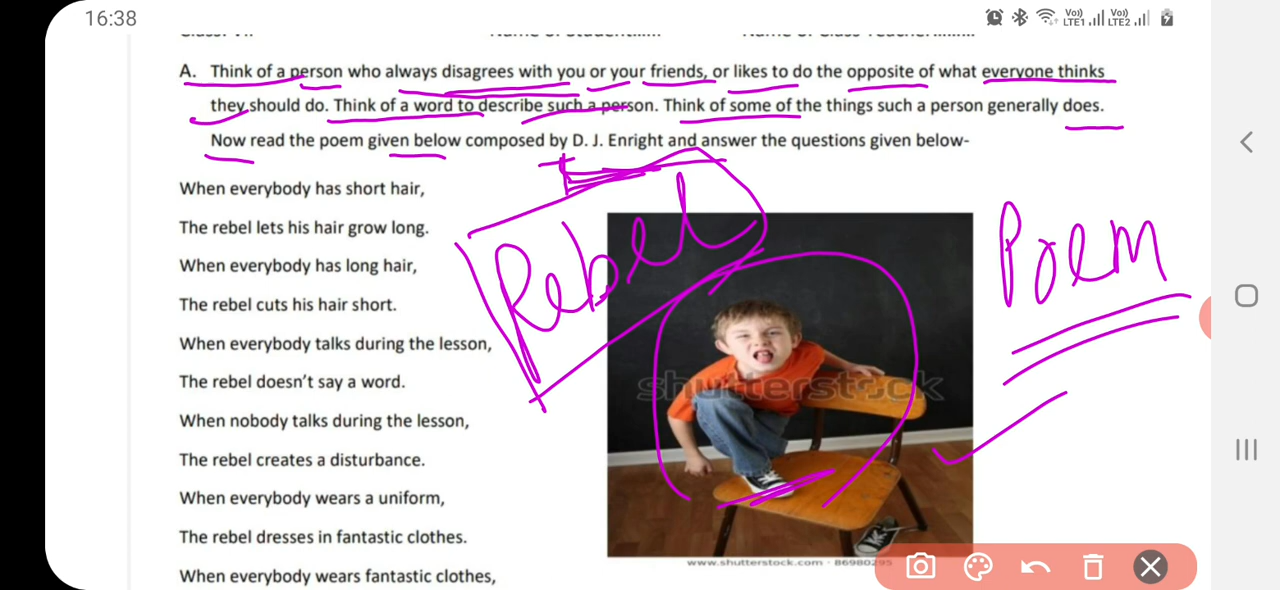 16:38
Vo)) LTE1 Vo)) LTE2
A. Think of a person who always disagrees with you or your friends, or likes to do the opposite of what everyone thinks
they should do. Think of a word to describe such a person. Think of some of the things such a person generally does.
Now read the poem given below composed by D. J. Enright and answer the questions given below-
When everybody has short hair,
The rebel lets his hair grow long.
When everybody has long hair,
The rebel cuts his hair short.
When everybody talks during the lesson,
The rebel doesn't say a word.
When nobody talks during the lesson,
The rebel creates a disturbance.
When everybody wears a uniform,
The rebel dresses in fantastic clothes.
When everybody wears fantastic clothes,
Rebel
Poem
shutterstock
www.shutterstock.com · 86980295